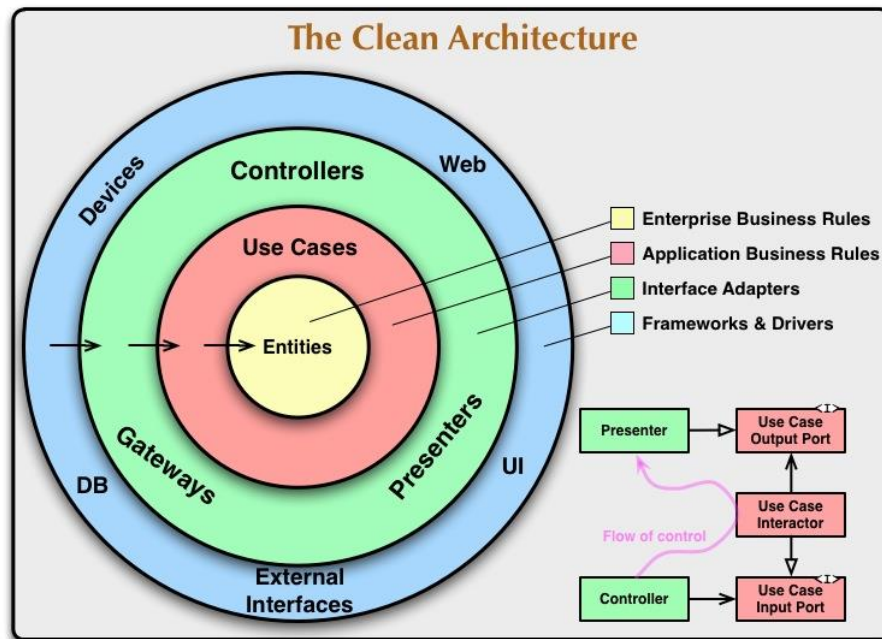 The Clean Architecture
Devices
Web
Controllers
Use Cases
Entities
Gateways
Presenters
DB
UI
External
Interfaces
Enterprise Business Rules
Application Business Rules
Interface Adapters
Frameworks & Drivers
Presenter
<I>
Use Case
Output Port
Use Case
Interactor
Flow of control
Controller
<I>
Use Case
Input Port